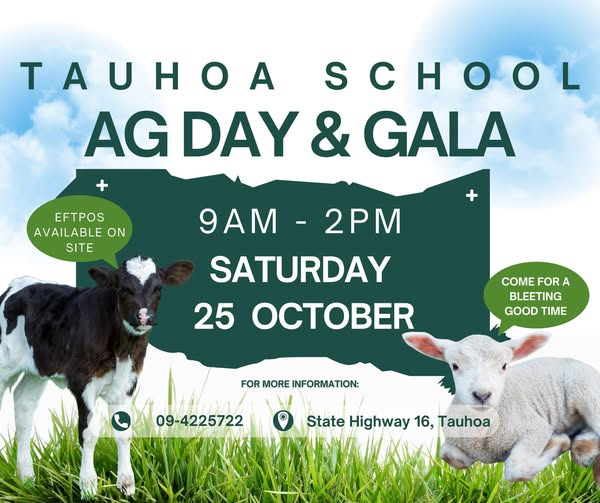 TAUHOA SCHOOL
AG DAY & GALA
9AM - 2PM
SATURDAY
25 OCTOBER
EFTPOS
AVAILABLE ON
SITE
COME FOR A
BLEETING
GOOD TIME
FOR MORE INFORMATION:
09-4225722
State Highway 16, Tauhoa